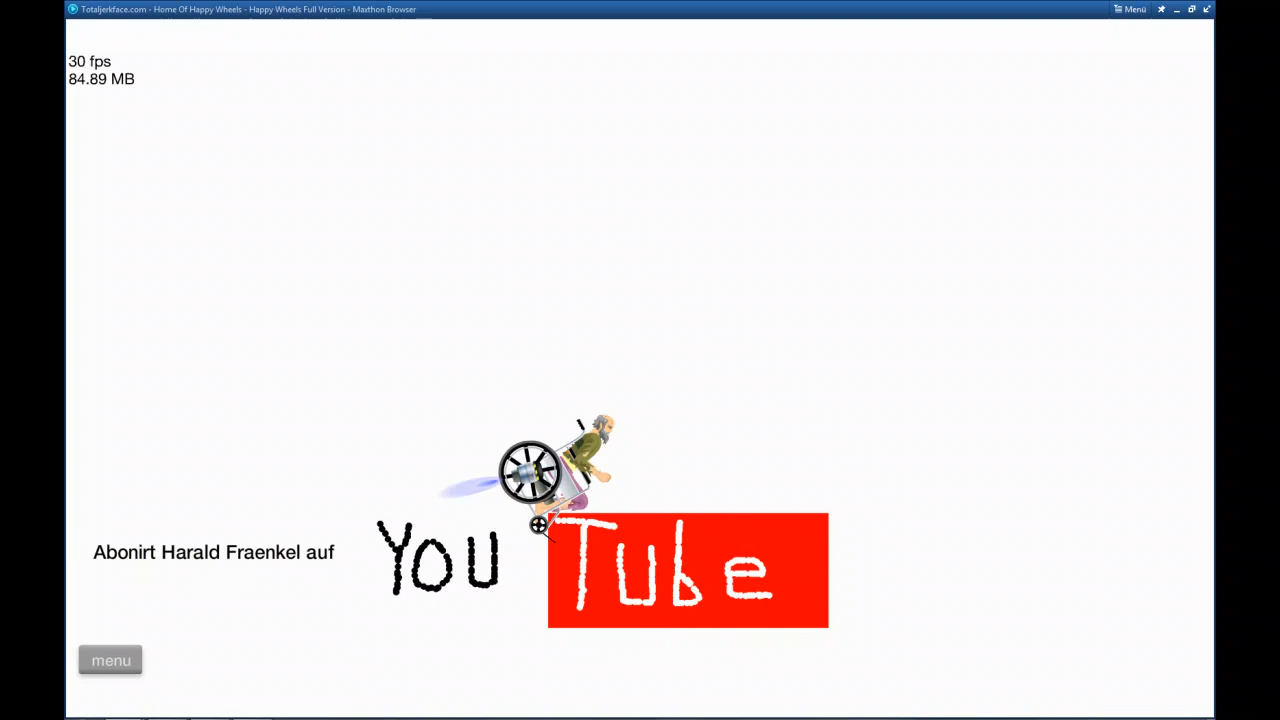 Totaljerkface.com - Home Of Happy Wheels - Happy Wheels Full Version - Maxthon Browser
Menü
30 fps
84.89 MB
Abonirt Harald Fraenkel auf
You Tube
menu